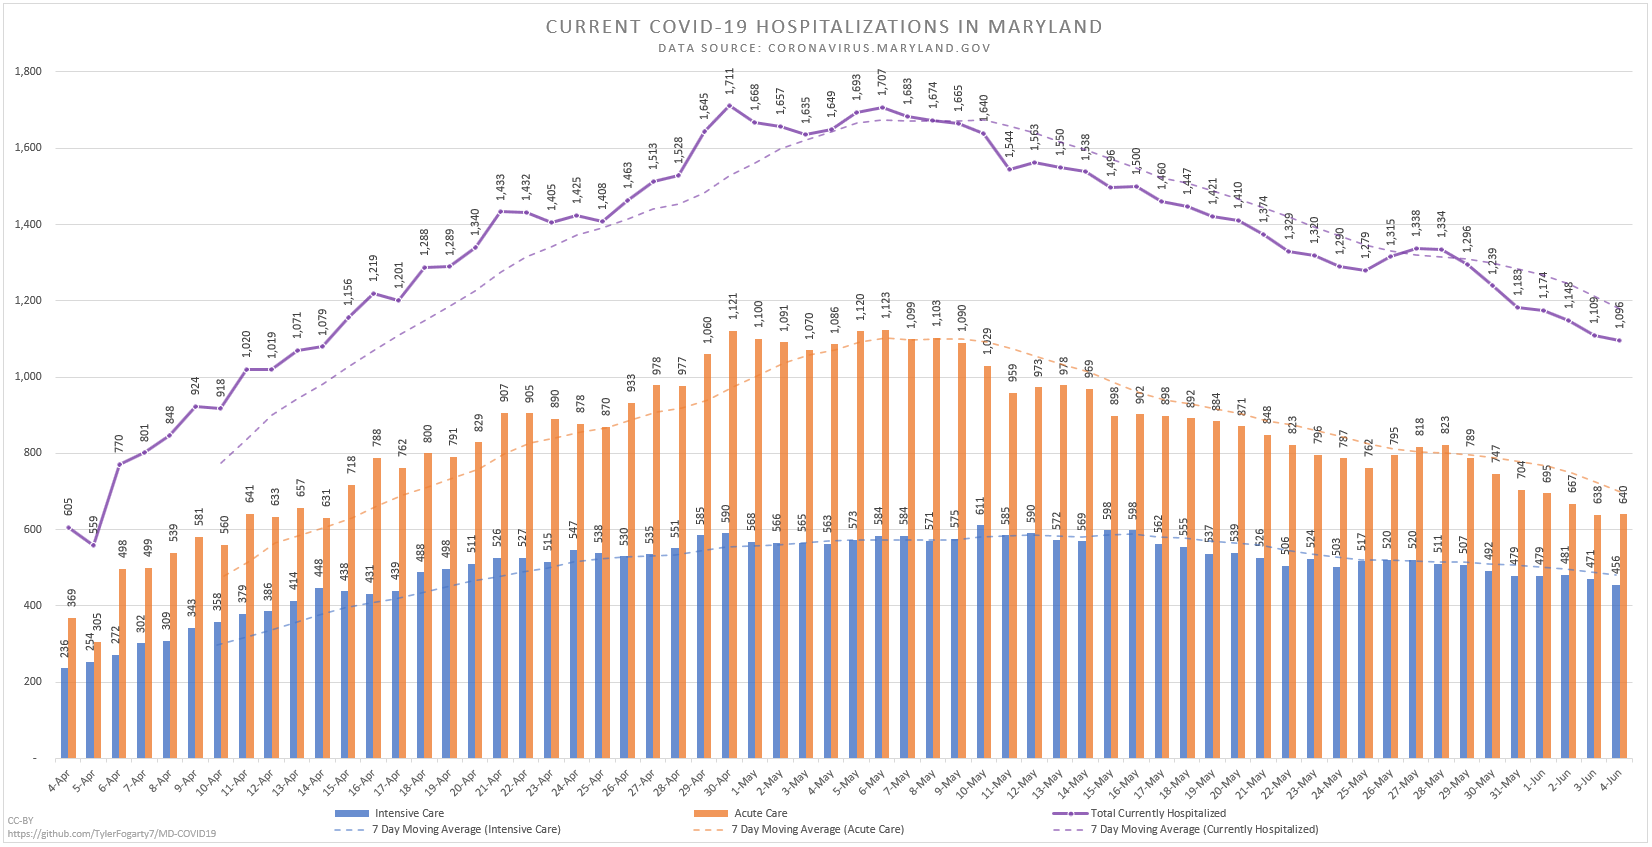 CURRENT COVID-19 HOSPITALIZATIONS IN MARYLAND
DATA SOURCE: CORONAVIRUS.MARYLAND.GOV
1,800
1,600
1,400
1,200
1,000
800
600
400
200
-
605 559 770 801 848 924 918 1,020 1,019 1,071 1,079 1,156 1,219 1,201 1,288 1,289 1,340 1,433 1,432 1,405 1,425 1,408 1,463 1,513 1,528 1,645 1,711 1,668 1,657 1,635 1,649 1,693 1,707 1,683 1,674 1,665 1,640 1,544 1,563 1,550 1,538 1,496 1,500 1,460 1,447 1,421 1,410 1,374 1,329 1,320 1,290 1,279 1,315 1,338 1,334 1,296 1,239 1,183 1,174 1,148 1,109 1,096
369 305 498 499 539 581 560 641 633 657 631 718 788 762 800 791 829 907 905 890 878 870 933 978 977 1,060 1,121 1,100 1,091 1,070 1,086 1,120 1,123 1,099 1,103 1,090 1,029 959 973 978 969 898 902 898 892 884 871 848 823 796 787 762 795 818 823 789 747 704 695 667 638 640
236 254 272 302 309 343 358 379 386 414 448 438 431 439 488 498 511 526 527 515 547 538 530 535 551 585 590 568 566 565 563 573 584 584 571 575 611 585 590 572 569 598 598 562 555 537 539 526 506 524 503 517 520 520 511 507 492 479 479 481 471 456
4-Apr 5-Apr 6-Apr 7-Apr 8-Apr 9-Apr 10-Apr 11-Apr 12-Apr 13-Apr 14-Apr 15-Apr 16-Apr 17-Apr 18-Apr 19-Apr 20-Apr 21-Apr 22-Apr 23-Apr 24-Apr 25-Apr 26-Apr 27-Apr 28-Apr 29-Apr 30-Apr 1-May 2-May 3-May 4-May 5-May 6-May 7-May 8-May 9-May 10-May 11-May 12-May 13-May 14-May 15-May 16-May 17-May 18-May 19-May 20-May 21-May 22-May 23-May 24-May 25-May 26-May 27-May 28-May 29-May 30-May 31-May 1-Jun 2-Jun 3-Jun 4-Jun
Intensive Care Acute Care Total Currently Hospitalized
7 Day Moving Average (Intensive Care) 7 Day Moving Average (Acute Care) 7 Day Moving Average (Currently Hospitalized)
CC-BY
https://github.com/TylerFogarty7/MD-COVID19